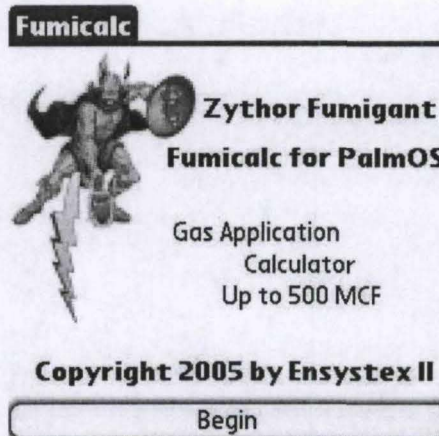 Fumicalc
Zythor Fumigant
Fumicalc for PalmOS
Gas Application
Calculator
Up to 500 MCF
Copyright 2005 by Ensystex II
Begin